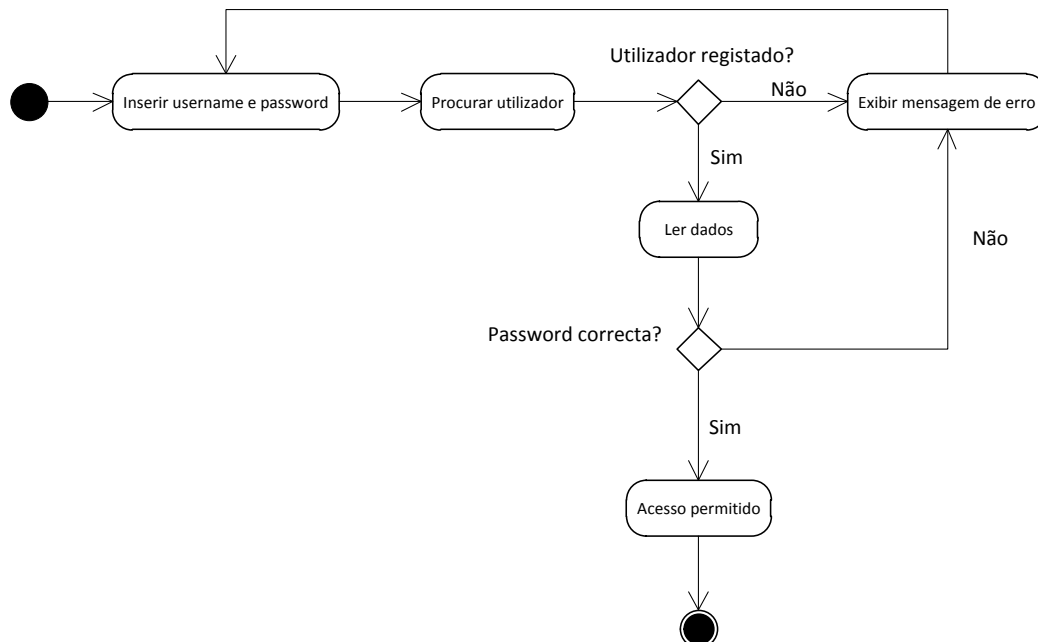 Utilizador registado?
Inserir username e password
Procurar utilizador
Não
Exibir mensagem de erro
Sim
Ler dados
Não
Password correcta?
Sim
Acesso permitido